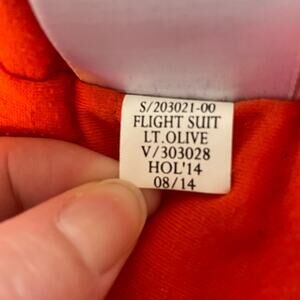 S/203021-00
FLIGHT SUIT
LT.OLIVE
V/303028
HOL'14
08/14